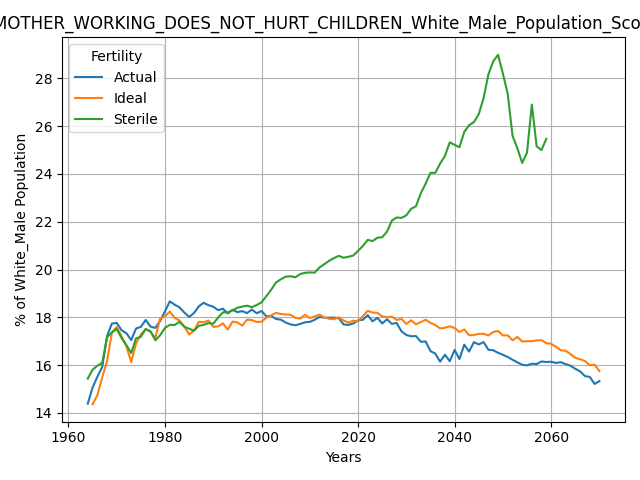 MOTHER_WORKING_DOES_NOT_HURT_CHILDREN_White_Male_Population_Sco
Fertility
Actual
Ideal
Sterile
% of White_Male Population
28
26
24
22
20
18
16
14
1960
1980
2000
2020
2040
2060
Years